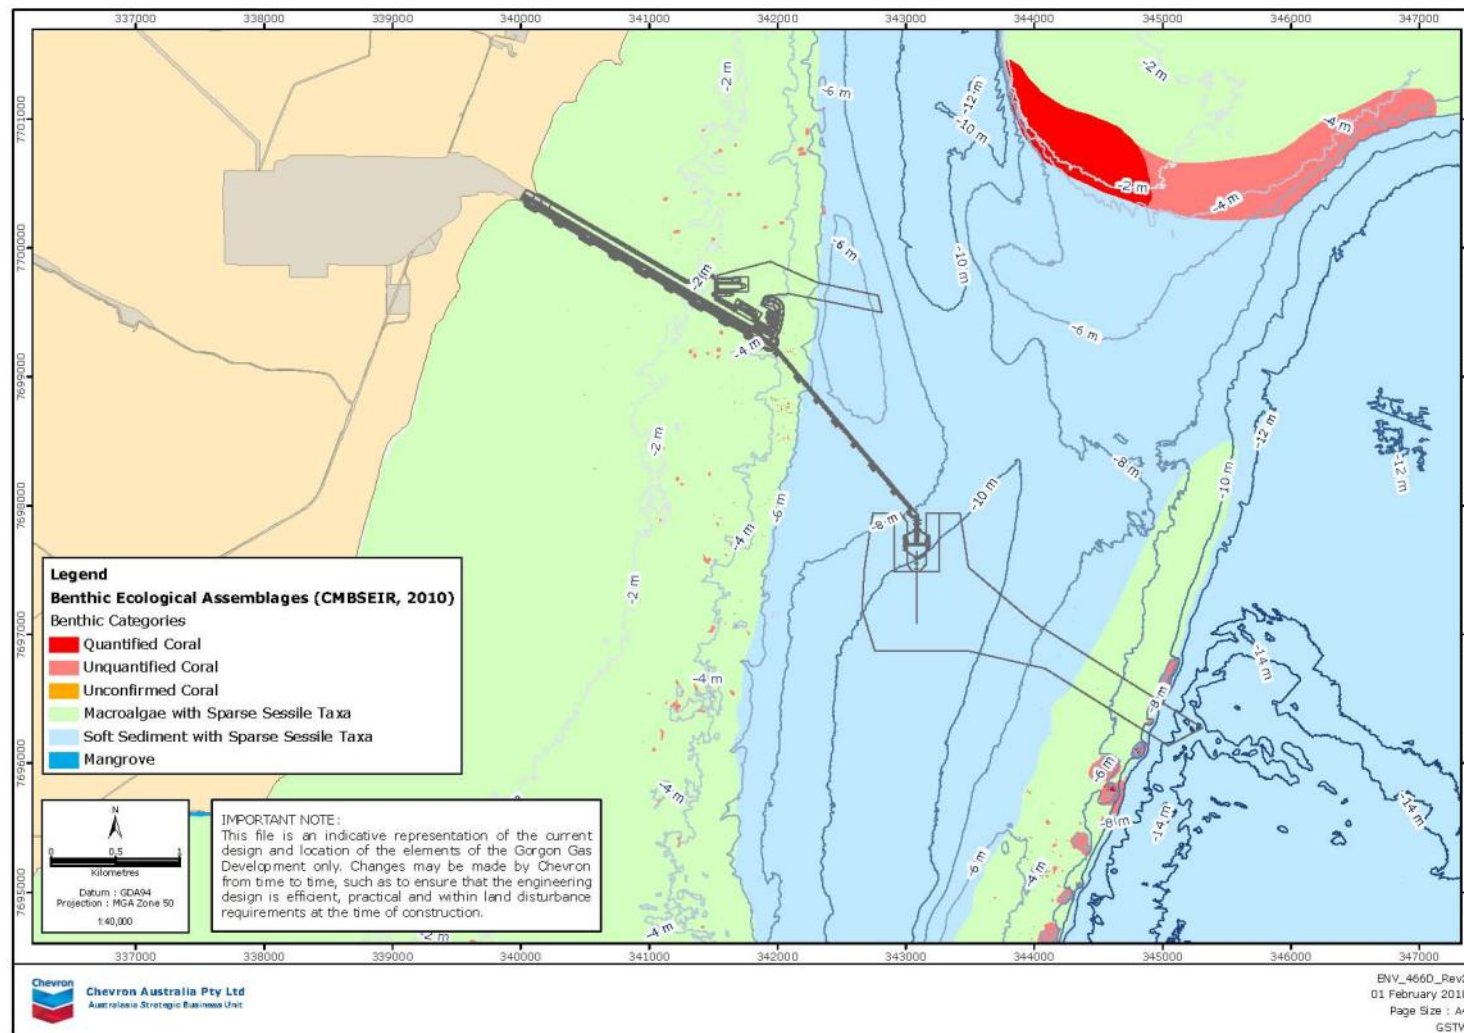 337000 338000 339000 340000 341000 342000 343000 344000 345000 346000 347000
7701000
7700000
7699000
7698000
7697000
7696000
7695000
-2 m
-6 m
-12 m
-10 m
-2 m
-4 m
-2 m
-4 m
-6 m
-10 m
-2 m
-6 m
-4 m
-2 m
-8 m
-12 m
-10 m
-12 m
-10 m
-6 m
-8 m
-4 m
-2 m
-4 m
-14 m
-14 m
-8 m
-6 m
-4 m
-8 m
-14 m
-14 m
-6 m
-4 m
-4 m
-2 m
Legend
Benthic Ecological Assemblages (CMBSEIR, 2010)
Benthic Categories
Quantified Coral
Unquantified Coral
Unconfirmed Coral
Macroalgae with Sparse Sessile Taxa
Soft Sediment with Sparse Sessile Taxa
Mangrove
N
0 0.5 1
Kilometres
Datum : GDA94
Projection : MGA Zone 50
1:40,000
IMPORTANT NOTE:
This file is an indicative representation of the current
design and location of the elements of the Gorgon Gas
Development only. Changes may be made by Chevron
from time to time, such as to ensure that the engineering
design is efficient, practical and within land disturbance
requirements at the time of construction.
337000 338000 339000 340000 341000 342000 343000 344000 345000 346000 347000
Chevron
Chevron Australia Pty Ltd
Australasia Strategic Business Unit
ENV_466D_Rev2
01 February 2010
Page Size : A4
GSTV